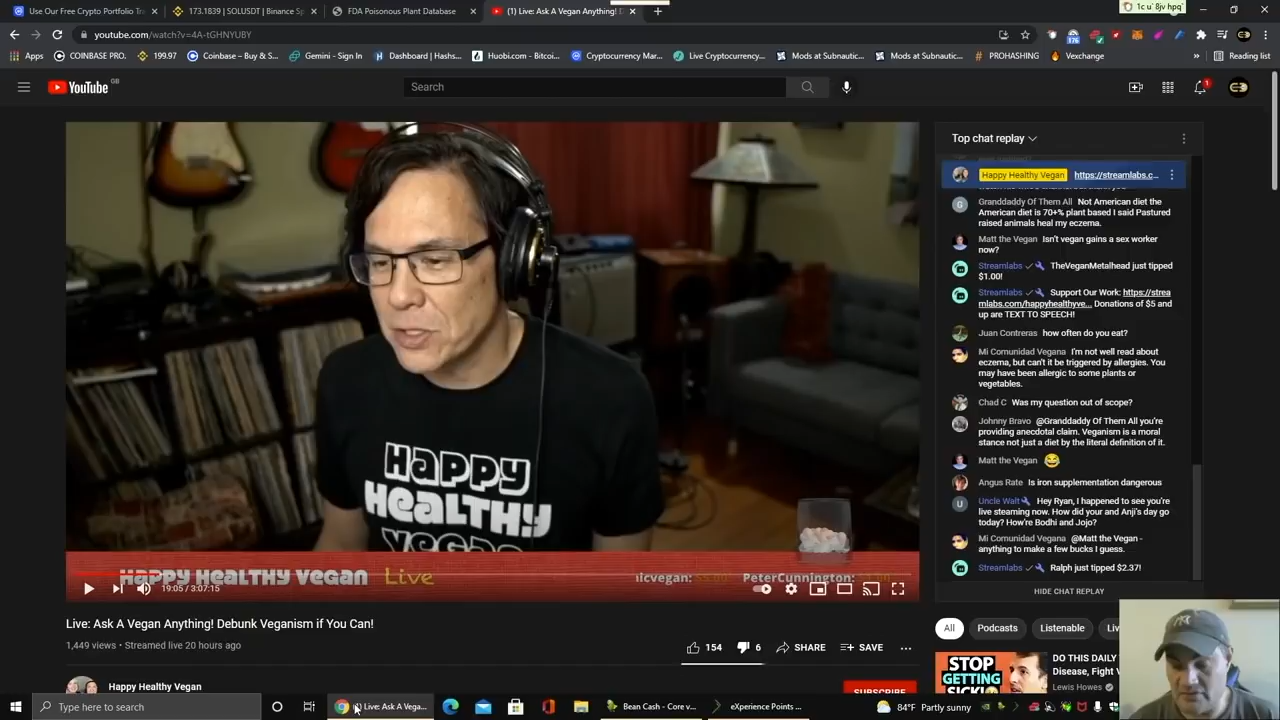 Use Our Free Crypto Portfolio Tr
173.1839 | SOLUSDT | Binance Sp
FDA Poisonous Plant Database
(1) Live: Ask A Vegan Anything! D
youtube.com/watch?v=4A-tGHNYUBY
Apps
Coinbase
199.97
Coinbase – Buy & S...
Gemini - Sign In
Dashboard | Hash...
Huobi.com - Bitcoi...
Cryptocurrency Mar...
Live Cryptocurrenc...
Mods at Subnautic...
Mods at Subnautic...
PROHASHING
Vexchange
Reading list
YouTube GB
Search
Top chat replay
Happy Healthy Vegan https://streamlabs.c...
Granddaddy Of Them All Not American diet the
American diet is 70+% plant based I said Pastured
raised animals heal my eczema.
Matt the Vegan Isn't vegan gains a sex worker
now?
Streamlabs TheVeganMetalhead just tipped
$1.00!
Streamlabs Support Our Work: https://strea
mlabs.com/happyhealthyve... Donations of $5 and
up are TEXT TO SPEECH!
Juan Contreras how often do you eat?
Mi Comunidad Vegana I'm not well read about
eczema, but can't it be triggered by allergies. You
may have been allergic to some plants or
vegetables.
Chad C Was my question out of scope?
Johnny Bravo @Granddaddy Of Them All you're
providing anecdotal claim. Veganism is a moral
stance not just a diet by the literal definition of it.
Matt the Vegan
Angus Rate Is iron supplementation dangerous
Uncle Walt Hey Ryan, I happened to see you're
live steaming now. How did your and Anji's day go
today? How're Bodhi and Jojo?
Mi Comunidad Vegana @Matt the Vegan -
anything to make a few bucks I guess.
Streamlabs Ralph just tipped $2.37!
HIDE CHAT REPLAY
HAPPY
HEALTHY
VEGAN
HAPPY HEALTHY VEGAN Live
ilcvegan: PeterCunnington:
9:05 / 3:07:15
Live: Ask A Vegan Anything! Debunk Veganism if You Can!
1,449 views • Streamed live 20 hours ago
154
6
SHARE
SAVE
All
Podcasts
Listenable
Liv
STOP
GETTING
SICK!
DO THIS DAILY
Disease, Fight V
Lewis Howes
Happy Healthy Vegan
SUBSCRIBE
Type here to search
Live: Ask A Vega...
Bean Cash - Core v...
eXperience Points ...
84°F Partly sunny